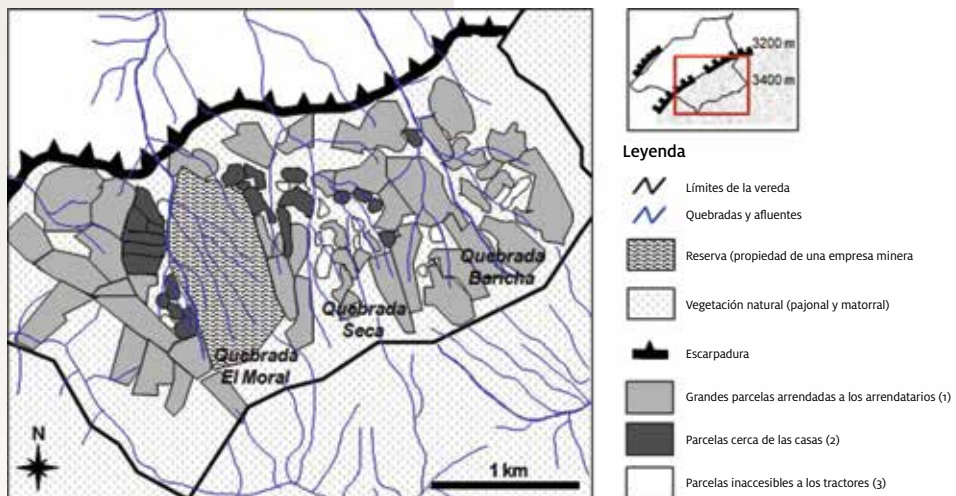 3200 m
3400 m
Leyenda
Límites de la vereda
Quebradas y afluentes
Reserva (propiedad de una empresa minera
Vegetación natural (pajonal y matorral)
Escarpadura
Grandes parcelas arrendadas a los arrendatarios (1)
Parcelas cerca de las casas (2)
Parcelas inaccesibles a los tractores (3)
Quebrada
Bancha
Quebrada
Seca
Quebrada
El Moral
N
1 km